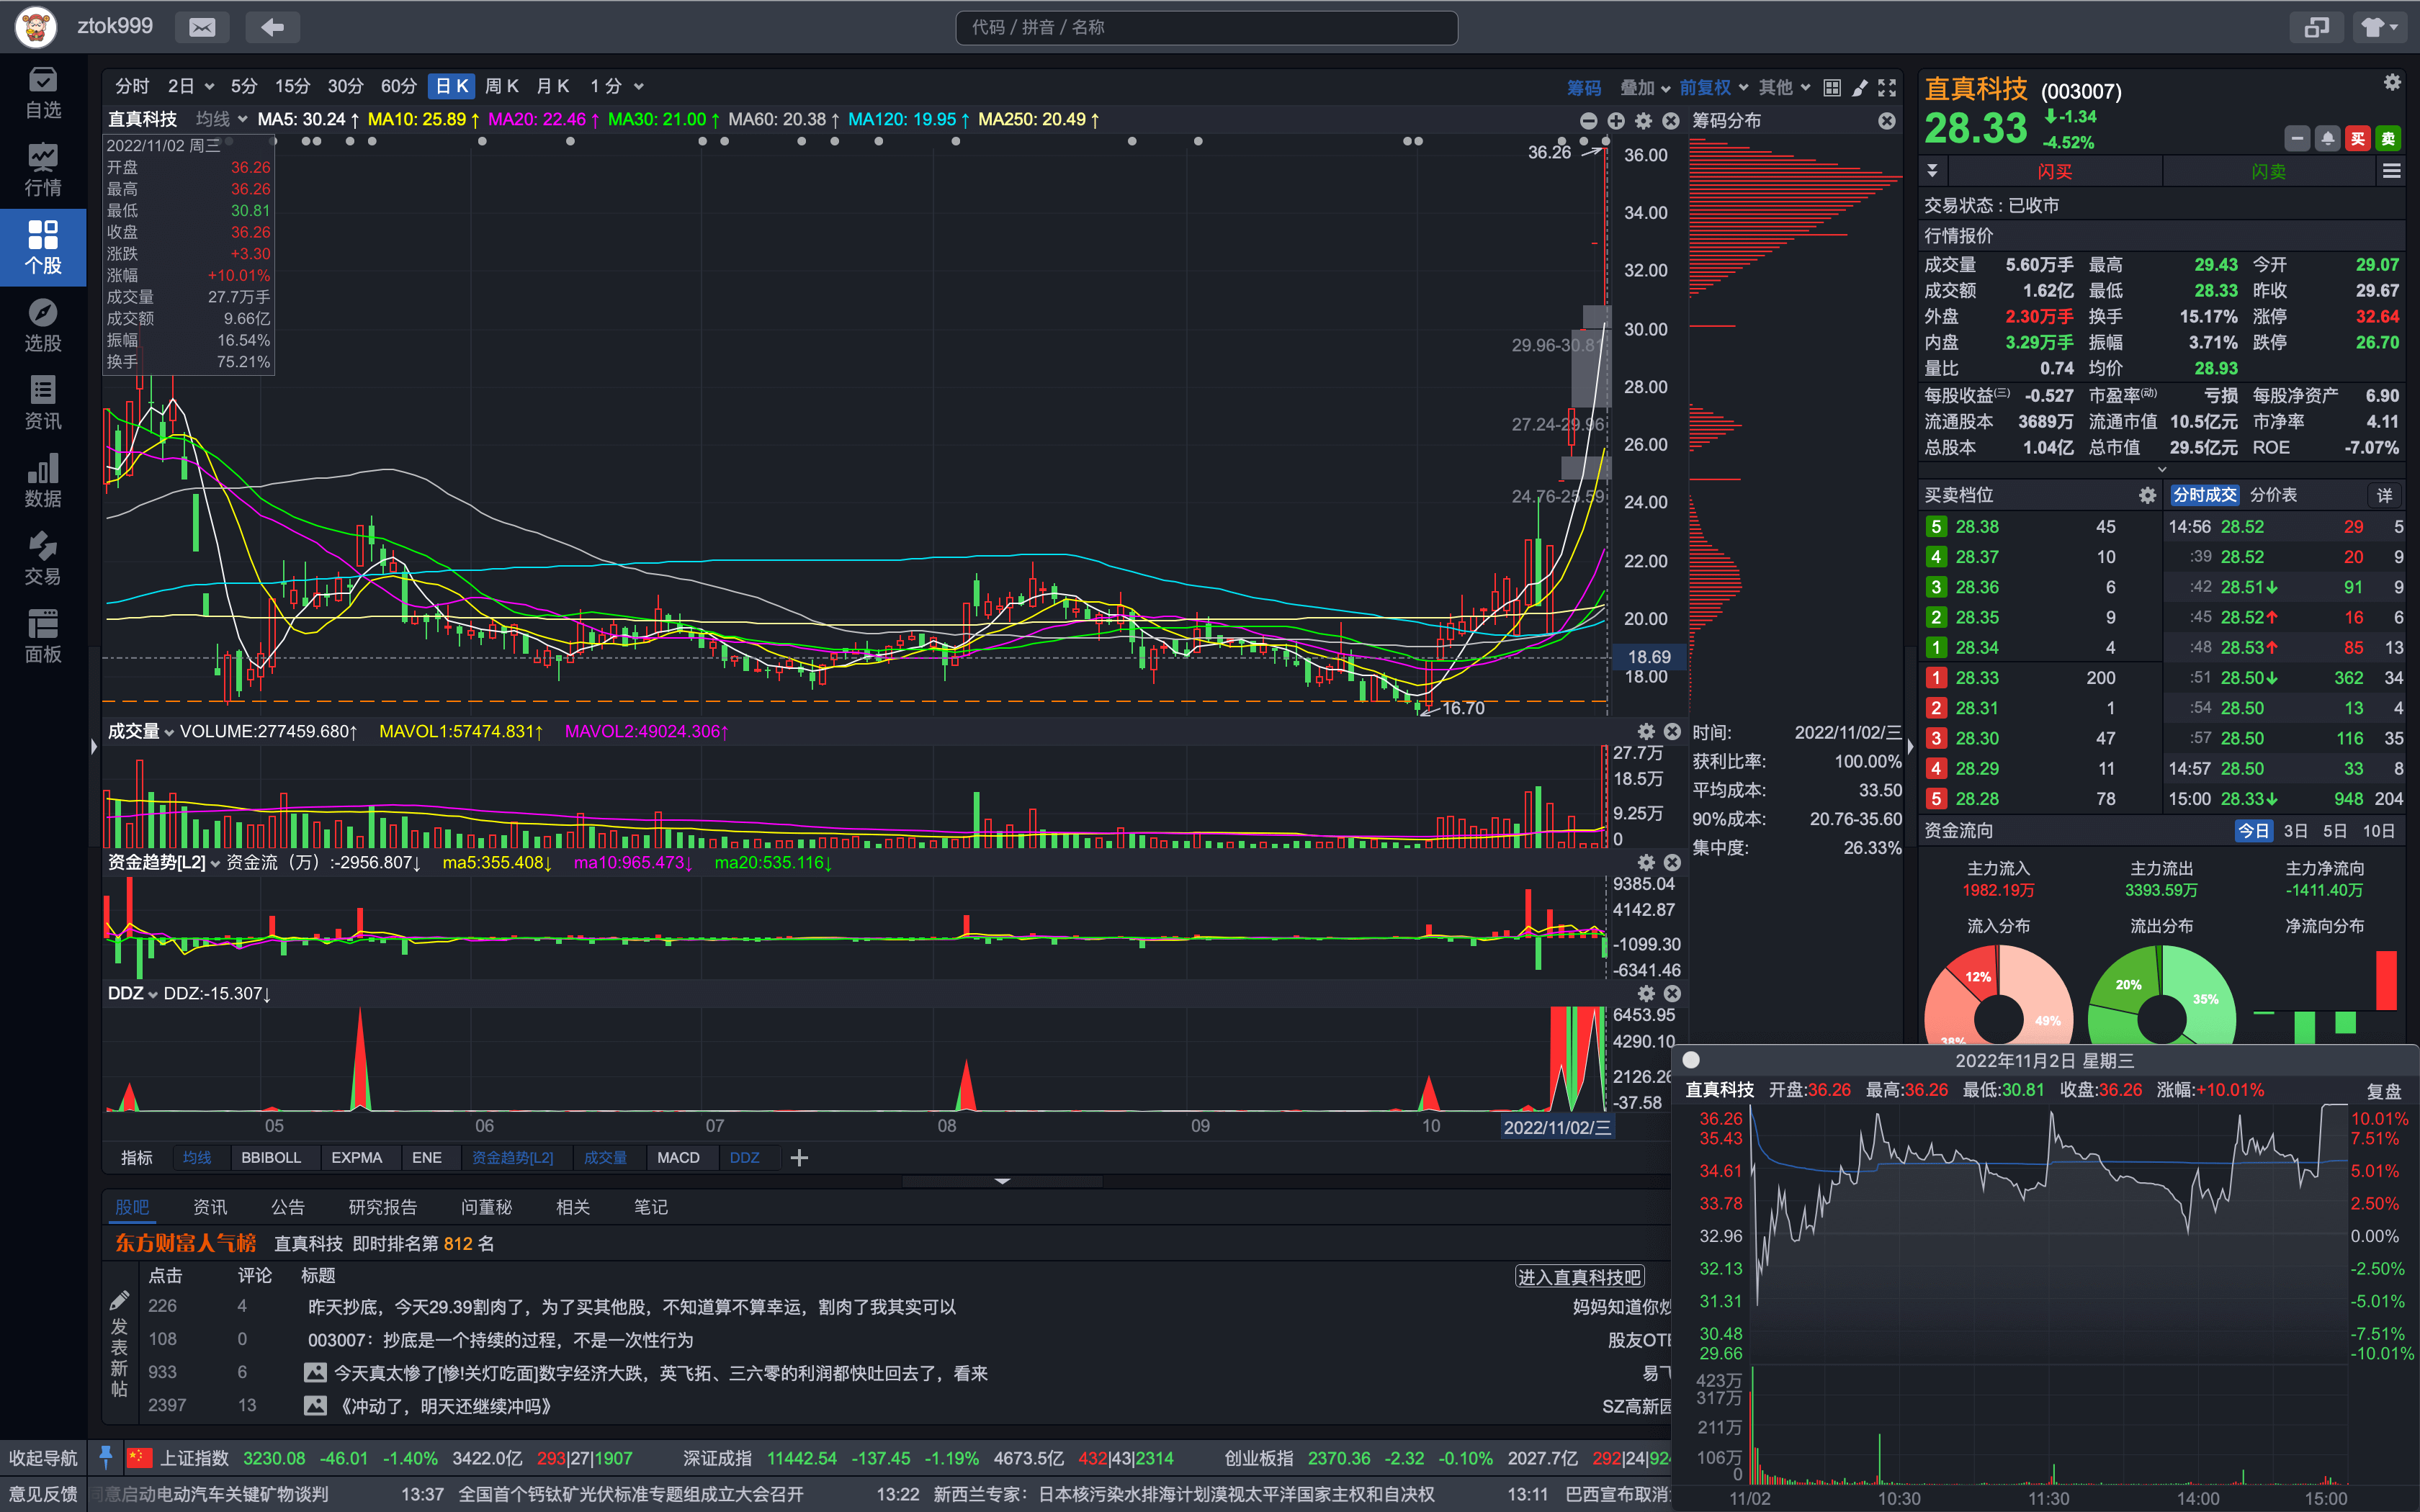 ztok999
代码 / 拼音 / 名称
自选
行情
个股
选股
资讯
数据
交易
面板
分时 2日 5分 15分 30分 60分 日K 周K 月K 1分
筹码 叠加 前复权 其他
直真科技 均线 MA5: 30.24↑ MA10: 25.89↑ MA20: 22.46↑ MA30: 21.00↑ MA60: 20.38↑ MA120: 19.95↑ MA250: 20.49↑
筹码分布
2022/11/02 周三
开盘 36.26
最高 36.26
最低 30.81
收盘 36.26
涨跌 +3.30
涨幅 +10.01%
成交量 27.7万手
成交额 9.66亿
振幅 16.54%
换手 75.21%
36.26
29.96-30.81
27.24-29.96
24.76-25.59
16.70
36.00
34.00
32.00
30.00
28.00
26.00
24.00
22.00
20.00
18.69
18.00
成交量 VOLUME:277459.680↑ MAVOL1:57474.831↑ MAVOL2:49024.306↑
27.7万
18.5万
9.25万
0
资金趋势[L2] 资金流（万）:-2956.807↓ ma5:355.408↓ ma10:965.473↓ ma20:535.116↓
9385.04
4142.87
-1099.30
-6341.46
DDZ DDZ:-15.307↓
6453.95
4290.10
2126.26
-37.58
05 06 07 08 09 10 2022/11/02/三
时间: 2022/11/02/三
获利比率: 100.00%
平均成本: 33.50
90%成本: 20.76-35.60
集中度: 26.33%
指标 均线 BBIBOLL EXPMA ENE 资金趋势[L2] 成交量 MACD DDZ
股吧 资讯 公告 研究报告 问董秘 相关 笔记
东方财富人气榜 直真科技 即时排名第 812 名
点击 评论 标题 进入直真科技吧
发表新帖
226 4 昨天抄底，今天29.39割肉了，为了买其他股，不知道算不算幸运，割肉了我其实可以 妈妈知道你炒
108 0 003007：抄底是一个持续的过程，不是一次性行为 股友OTE
933 6 今天真太惨了[惨!关灯吃面]数字经济大跌，英飞拓、三六零的利润都快吐回去了，看来 易飞
2397 13 《冲动了，明天还继续冲吗》 SZ高新园
直真科技 (003007)
28.33 -1.34
-4.52%
买 卖
闪买 闪卖
交易状态 : 已收市
行情报价
成交量 5.60万手 最高 29.43 今开 29.07
成交额 1.62亿 最低 28.33 昨收 29.67
外盘 2.30万手 换手 15.17% 涨停 32.64
内盘 3.29万手 振幅 3.71% 跌停 26.70
量比 0.74 均价 28.93
每股收益(三) -0.527 市盈率(动) 亏损 每股净资产 6.90
流通股本 3689万 流通市值 10.5亿元 市净率 4.11
总股本 1.04亿 总市值 29.5亿元 ROE -7.07%
买卖档位 分时成交 分价表 详
5 28.38 45 14:56 28.52 29 5
4 28.37 10 :39 28.52 20 9
3 28.36 6 :42 28.51↓ 91 9
2 28.35 9 :45 28.52↑ 16 6
1 28.34 4 :48 28.53↑ 85 13
1 28.33 200 :51 28.50↓ 362 34
2 28.31 1 :54 28.50 13 4
3 28.30 47 :57 28.50 116 35
4 28.29 11 14:57 28.50 33 8
5 28.28 78 15:00 28.33↓ 948 204
资金流向 今日 3日 5日 10日
主力流入 主力流出 主力净流向
1982.19万 3393.59万 -1411.40万
流入分布 流出分布 净流向分布
12% 49% 38% 20% 35%
2022年11月2日 星期三
直真科技 开盘:36.26 最高:36.26 最低:30.81 收盘:36.26 涨幅:+10.01% 复盘
36.26 10.01%
35.43 7.51%
34.61 5.01%
33.78 2.50%
32.96 0.00%
32.13 -2.50%
31.31 -5.01%
30.48 -7.51%
29.66 -10.01%
423万
317万
211万
106万
0
11/02 10:30 11:30 14:00 15:00
收起导航 上证指数 3230.08 -46.01 -1.40% 3422.0亿 293|27|1907 深证成指 11442.54 -137.45 -1.19% 4673.5亿 432|43|2314 创业板指 2370.36 -2.32 -0.10% 2027.7亿 292|24|924
意见反馈 同意启动电动汽车关键矿物谈判 13:37 全国首个钙钛矿光伏标准专题组成立大会召开 13:22 新西兰专家：日本核污染水排海计划漠视太平洋国家主权和自决权 13:11 巴西宣布取消